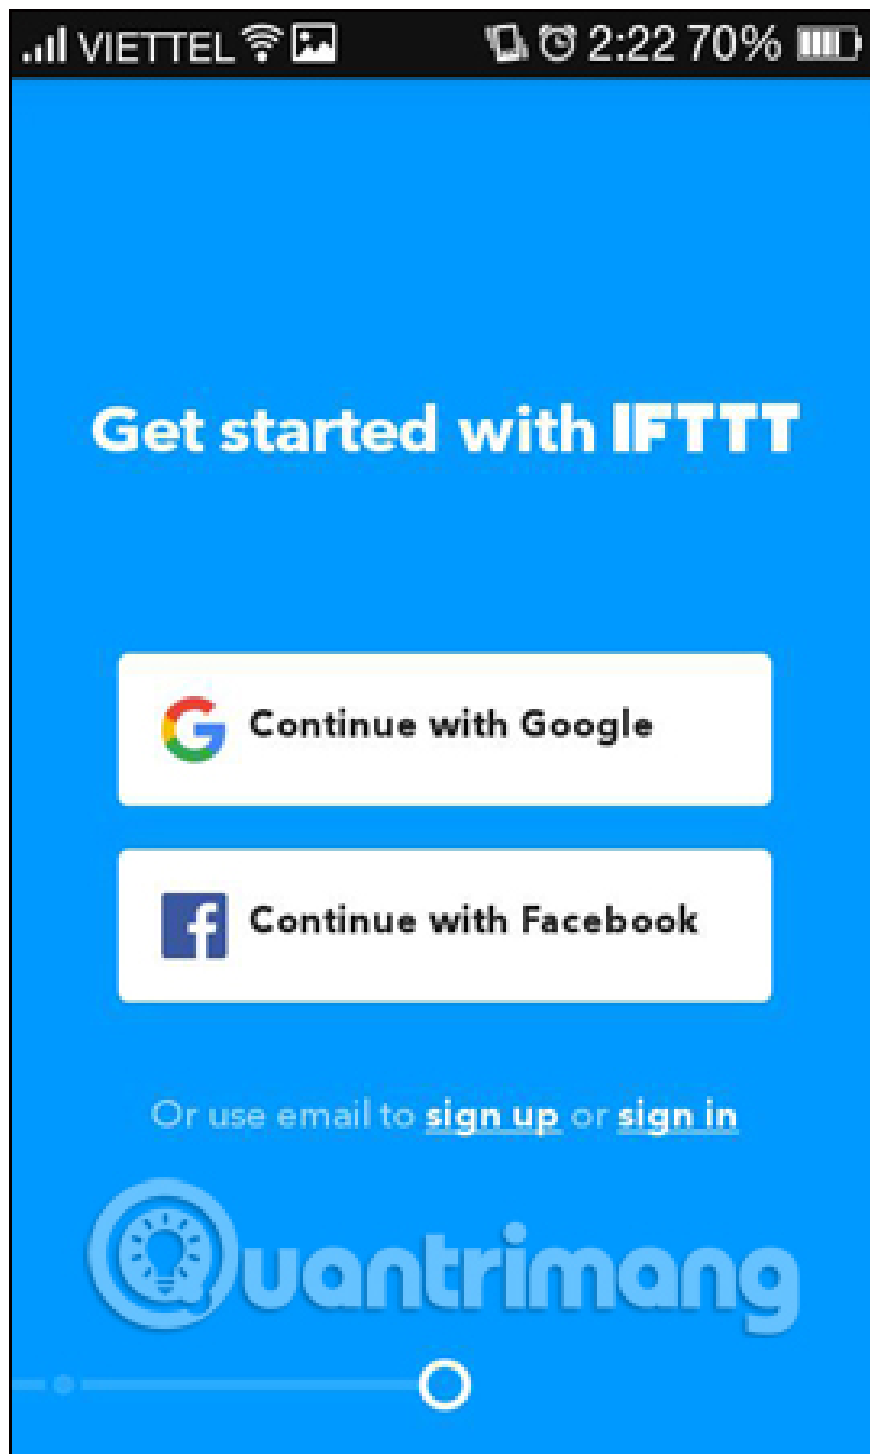 VIETTEL 2:22 70%
Get started with IFTTT
Continue with Google
Continue with Facebook
Or use email to sign up or sign in
Quantrimang